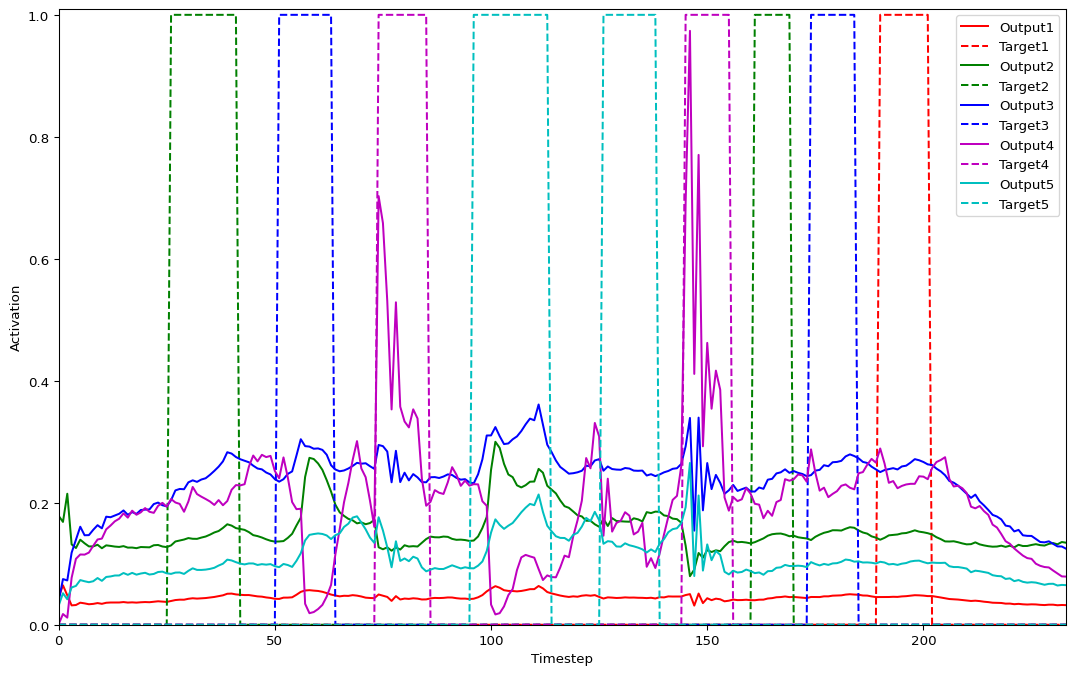 1.0
0.8
0.6
0.4
0.2
0.0
Activation
0
50
100
150
200
Timestep
Output1
Target1
Output2
Target2
Output3
Target3
Output4
Target4
Output5
Target5